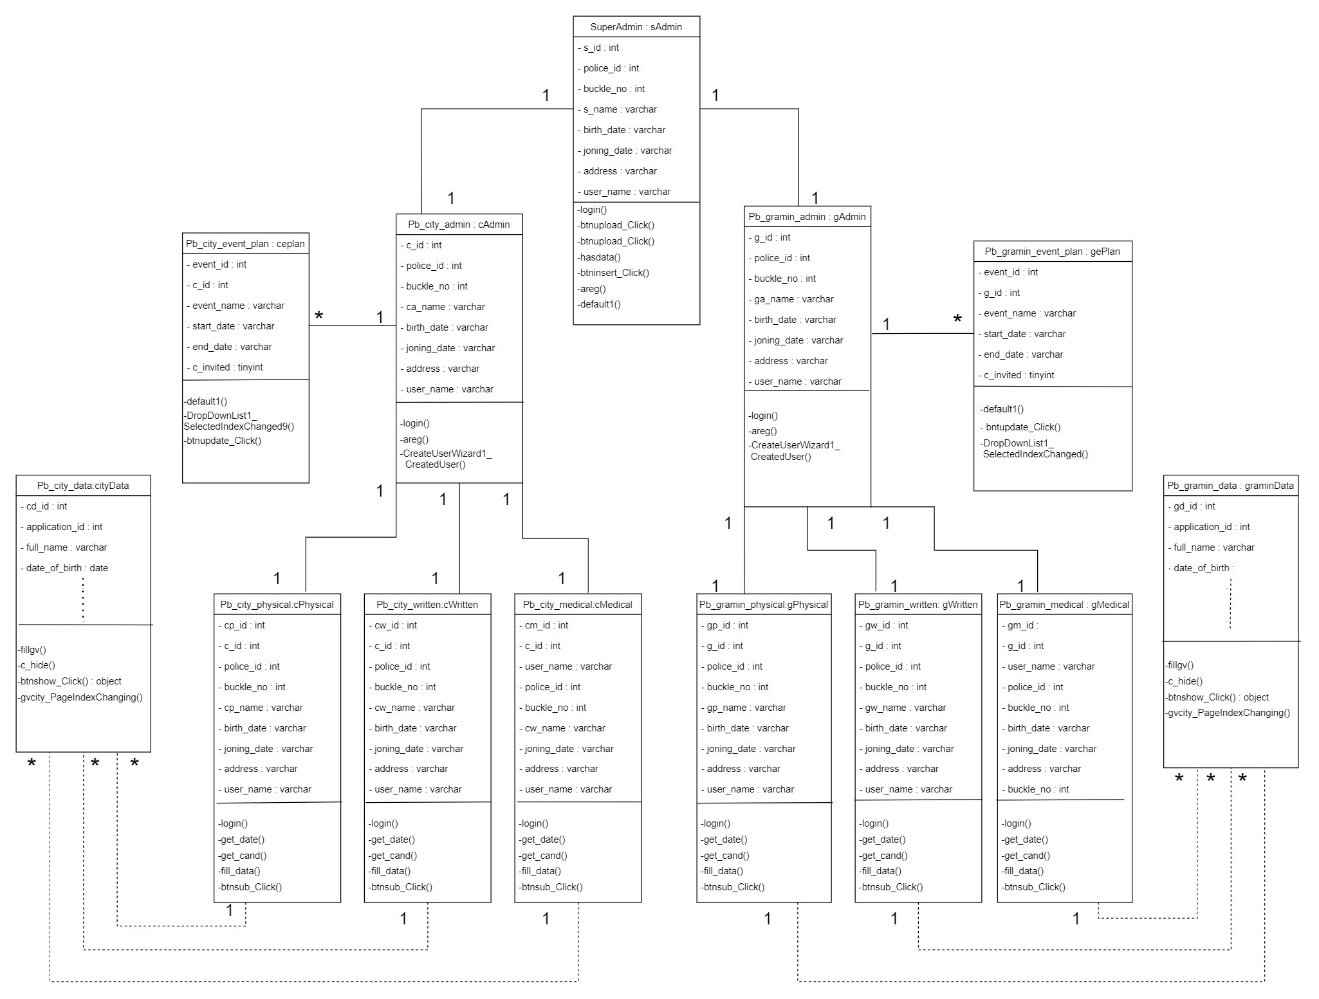 SuperAdmin : sAdmin
- s_id : int
- police_id : int
- buckle_no : int
- s_name : varchar
- birth_date : varchar
- joning_date : varchar
- address : varchar
- user_name : varchar
-login()
-btnupload_Click()
-btnupload_Click()
-hasdata()
-btninsert_Click()
-areg()
-default1()
1
1
1
1
Pb_city_event_plan : ceplan
- event_id : int
- c_id : int
- event_name : varchar
- start_date : varchar
- end_date : varchar
- c_invited : tinyint
-default1()
-DropDownList1_
SelectedIndexChanged9()
-btnupdate_Click()
*
1
Pb_city_admin : cAdmin
- c_id : int
- police_id : int
- buckle_no : int
- ca_name : varchar
- birth_date : varchar
- joning_date : varchar
- address : varchar
- user_name : varchar
-login()
-areg()
-CreateUserWizard1_
CreatedUser()
Pb_gramin_admin : gAdmin
- g_id : int
- police_id : int
- buckle_no : int
- ga_name : varchar
- birth_date : varchar
- joning_date : varchar
- address : varchar
- user_name : varchar
-login()
-areg()
-CreateUserWizard1_
CreatedUser()
1
*
Pb_gramin_event_plan : gePlan
- event_id : int
- g_id : int
- event_name : varchar
- start_date : varchar
- end_date : varchar
- c_invited : tinyint
-default1()
- bntupdate_Click()
-DropDownList1_
SelectedIndexChanged()
Pb_city_data:cityData
- cd_id : int
- application_id : int
- full_name : varchar
- date_of_birth : date
-fillgv()
-c_hide()
-btnshow_Click() : object
-gvcity_PageIndexChanging()
* * *
1 1 1
1 1 1
Pb_city_physical:cPhysical
- cp_id : int
- c_id : int
- police_id : int
- buckle_no : int
- cp_name : varchar
- birth_date : varchar
- joning_date : varchar
- address : varchar
- user_name : varchar
-login()
-get_date()
-get_cand()
-fill_data()
-btnsub_Click()
1
Pb_city_written:cWritten
- cw_id : int
- c_id : int
- police_id : int
- buckle_no : int
- cw_name : varchar
- birth_date : varchar
- joning_date : varchar
- address : varchar
- user_name : varchar
-login()
-get_date()
-get_cand()
-fill_data()
-btnsub_Click()
1
Pb_city_medical:cMedical
- cm_id : int
- c_id : int
- user_name : varchar
- police_id : int
- buckle_no : int
- cw_name : varchar
- birth_date : varchar
- joning_date : varchar
- address : varchar
- user_name : varchar
-login()
-get_date()
-get_cand()
-fill_data()
-btnsub_Click()
1
1 1 1
1 1 1
Pb_gramin_physical:gPhysical
- gp_id : int
- g_id : int
- police_id : int
- buckle_no : int
- gp_name : varchar
- birth_date : varchar
- joning_date : varchar
- address : varchar
- user_name : varchar
-login()
-get_date()
-get_cand()
-fill_data()
-btnsub_Click()
1
Pb_gramin_written: gWritten
- gw_id : int
- g_id : int
- police_id : int
- buckle_no : int
- gw_name : varchar
- birth_date : varchar
- joning_date : varchar
- address : varchar
- user_name : varchar
-login()
-get_date()
-get_cand()
-fill_data()
-btnsub_Click()
1
Pb_gramin_medical : gMedical
- gm_id :
- g_id : int
- user_name : varchar
- police_id : int
- buckle_no : int
- birth_date : varchar
- joning_date : varchar
- address : varchar
- buckle_no : int
-login()
-get_date()
-get_cand()
-fill_data()
-btnsub_Click()
1
Pb_gramin_data : graminData
- gd_id : int
- application_id : int
- full_name : varchar
- date_of_birth :
-fillgv()
-c_hide()
-btnshow_Click() : object
-gvcity_PageIndexChanging()
* * *